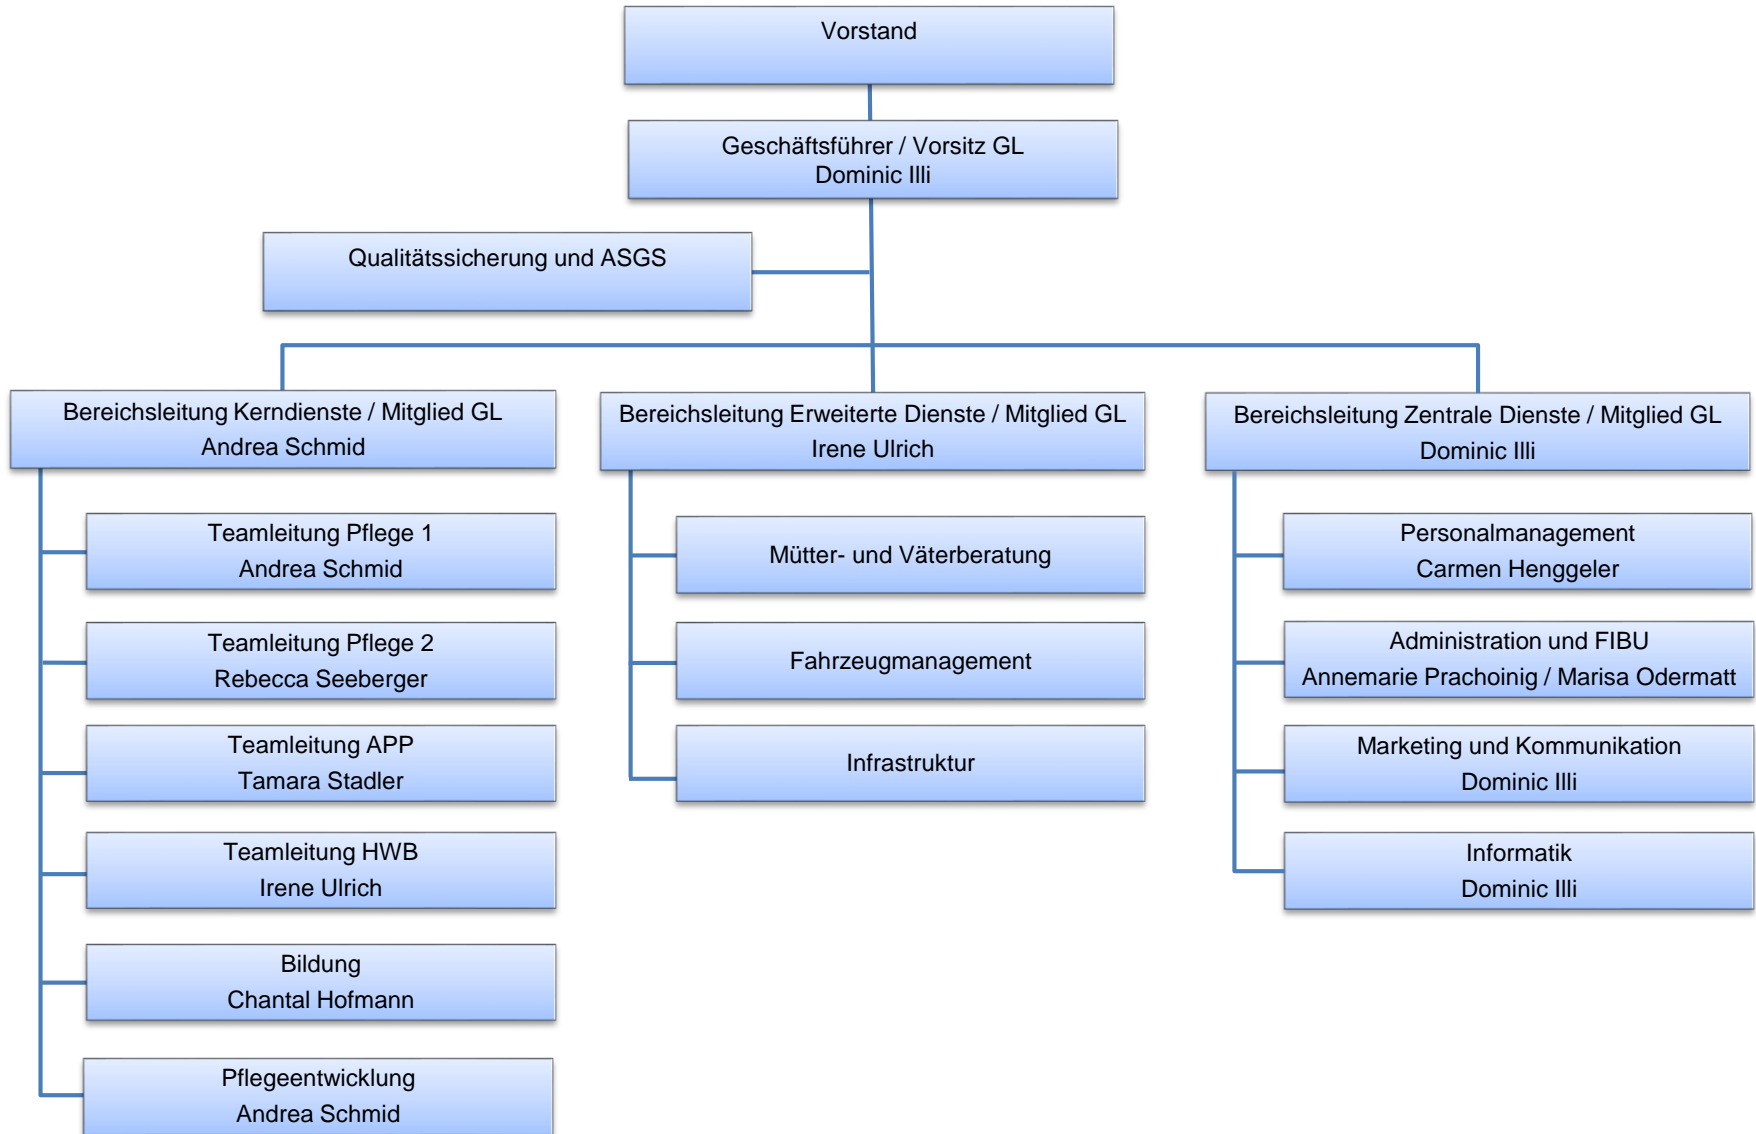 Vorstand
Geschäftsführer / Vorsitz GL
Dominic Illi
Qualitätssicherung und ASGS
Bereichsleitung Kerndienste / Mitglied GL
Andrea Schmid
Teamleitung Pflege 1
Andrea Schmid
Teamleitung Pflege 2
Rebecca Seeberger
Teamleitung APP
Tamara Stadler
Teamleitung HWB
Irene Ulrich
Bildung
Chantal Hofmann
Pflegeentwicklung
Andrea Schmid
Bereichsleitung Erweiterte Dienste / Mitglied GL
Irene Ulrich
Mütter- und Väterberatung
Fahrzeugmanagement
Infrastruktur
Bereichsleitung Zentrale Dienste / Mitglied GL
Dominic Illi
Personalmanagement
Carmen Henggeler
Administration und FIBU
Annemarie Prachoinig / Marisa Odermatt
Marketing und Kommunikation
Dominic Illi
Informatik
Dominic Illi